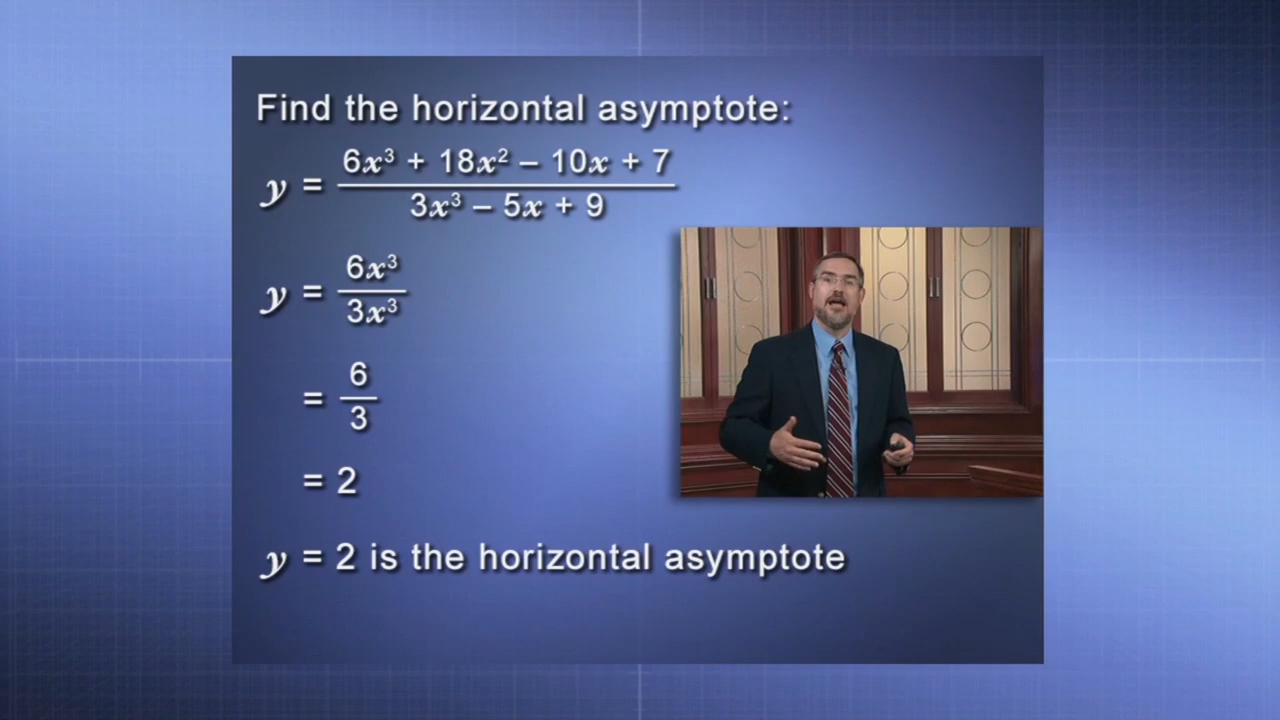 Find the horizontal asymptote:
y = (6x³ + 18x² – 10x + 7) / (3x³ – 5x + 9)
y = 6x³ / 3x³
= 6 / 3
= 2
y = 2 is the horizontal asymptote